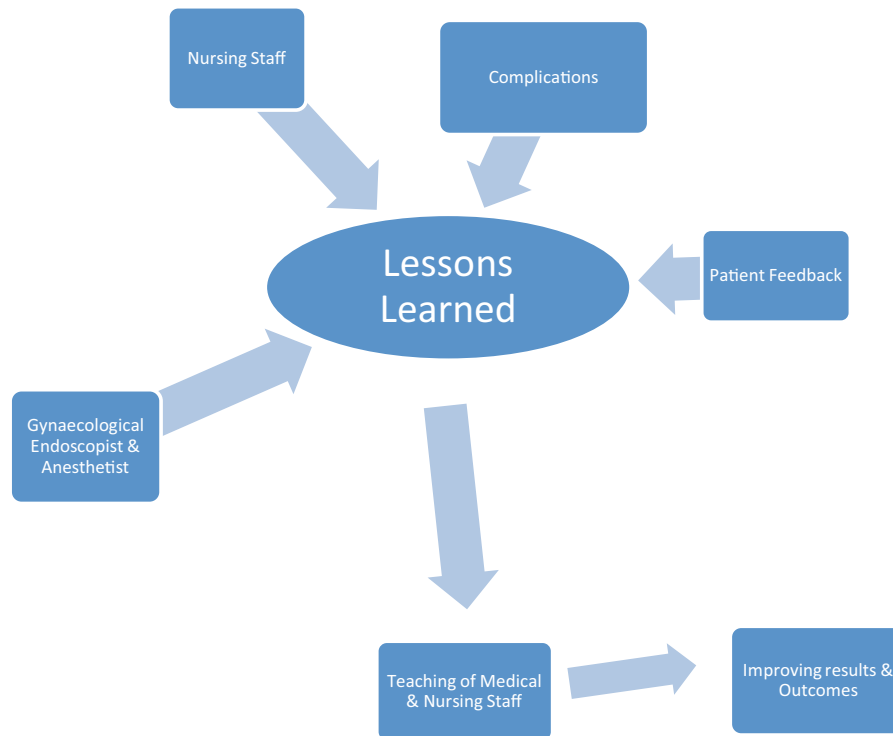 Nursing Staff
Complications
Lessons
Learned
Patient Feedback
Gynaecological
Endoscopist &
Anesthetist
Teaching of Medical
& Nursing Staff
Improving results &
Outcomes